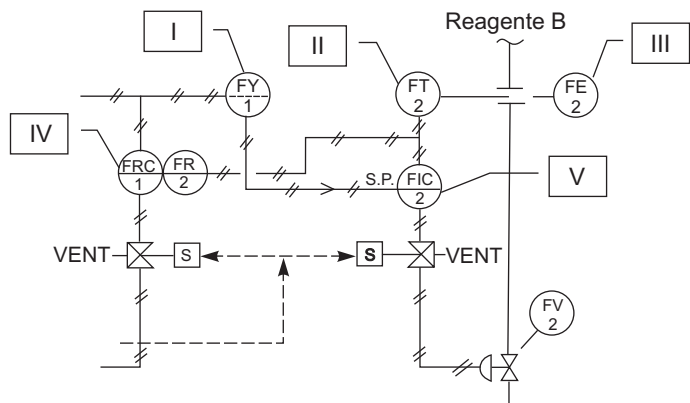 Reagente B
I
II
III
FY
1
FT
2
FE
2
IV
FRC
1
FR
2
S.P.
FIC
2
V
VENT
S
S
VENT
FV
2